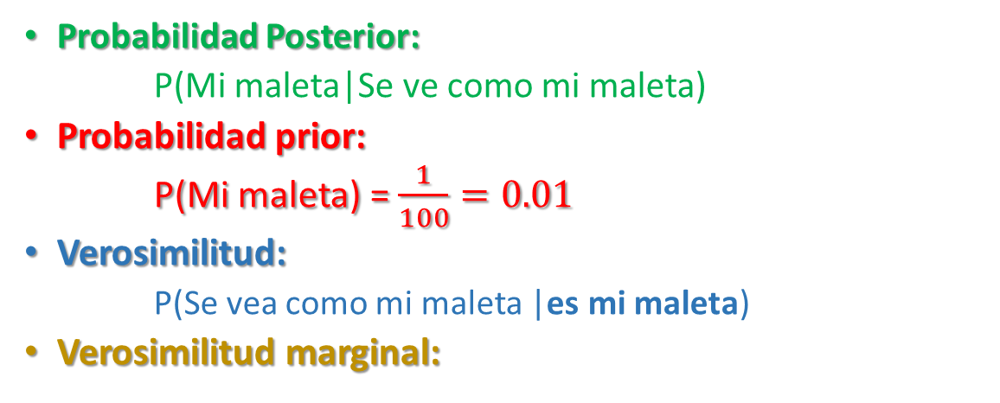 • Probabilidad Posterior:
P(Mi maleta|Se ve como mi maleta)
• Probabilidad prior:
P(Mi maleta) = 1/100 = 0.01
• Verosimilitud:
P(Se vea como mi maleta |es mi maleta)
• Verosimilitud marginal: